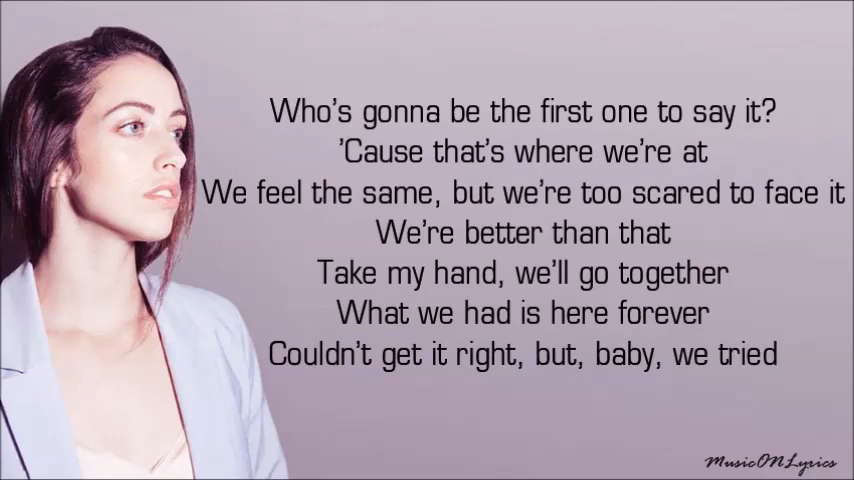 Who's gonna be the first one to say it?
'Cause that's where we're at
We feel the same, but we're too scared to face it
We're better than that
Take my hand, we'll go together
What we had is here forever
Couldn't get it right, but, baby, we tried
MusicONLyrics